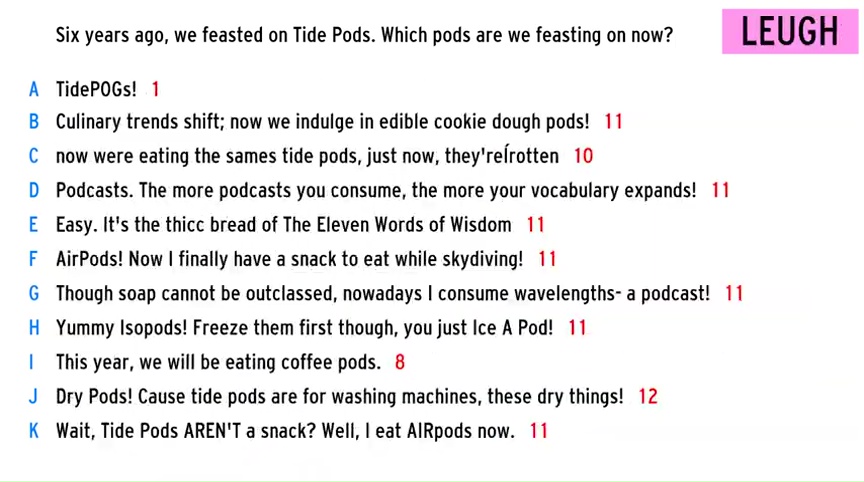 Six years ago, we feasted on Tide Pods. Which pods are we feasting on now?
LEUGH
A TidePOGs! 1
B Culinary trends shift; now we indulge in edible cookie dough pods! 11
C now were eating the sames tide pods, just now, they'reÍrotten 10
D Podcasts. The more podcasts you consume, the more your vocabulary expands! 11
E Easy. It's the thicc bread of The Eleven Words of Wisdom 11
F AirPods! Now I finally have a snack to eat while skydiving! 11
G Though soap cannot be outclassed, nowadays I consume wavelengths- a podcast! 11
H Yummy Isopods! Freeze them first though, you just Ice A Pod! 11
I This year, we will be eating coffee pods. 8
J Dry Pods! Cause tide pods are for washing machines, these dry things! 12
K Wait, Tide Pods AREN'T a snack? Well, I eat AIRpods now. 11